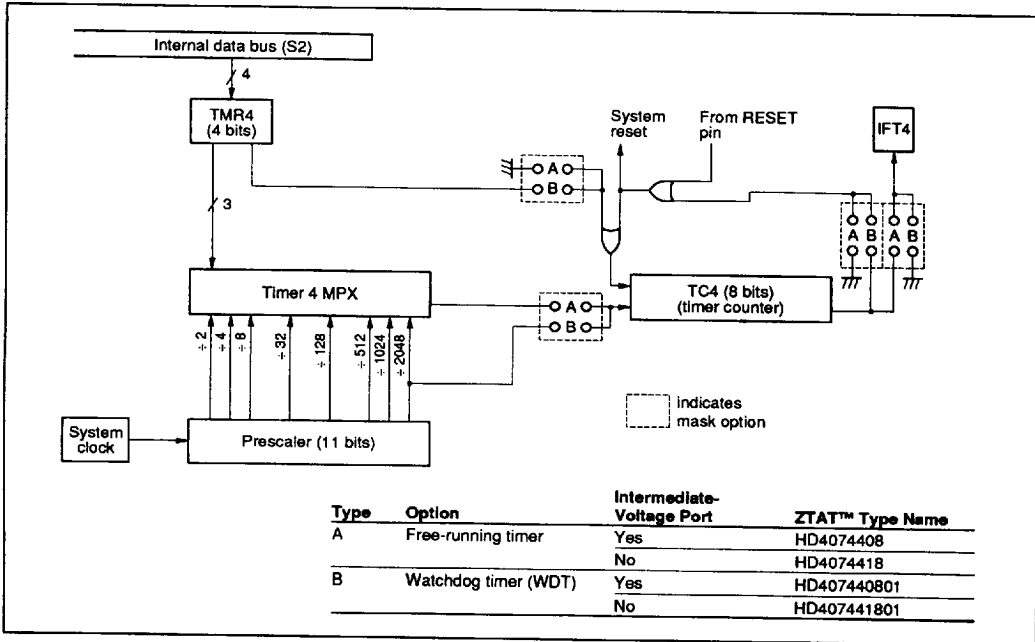 Internal data bus (S2)
4
TMR4
(4 bits)
System
reset
From RESET
pin
IFT4
A
B
3
A B A B
Timer 4 MPX
A
B
TC4 (8 bits)
(timer counter)
÷ 2
÷ 4
÷ 8
÷ 32
÷ 128
÷ 512
÷ 1024
÷ 2048
indicates
mask option
System
clock
Prescaler (11 bits)
Type Option Intermediate-Voltage Port ZTAT™ Type Name
A Free-running timer Yes HD4074408
No HD4074418
B Watchdog timer (WDT) Yes HD407440801
No HD407441801